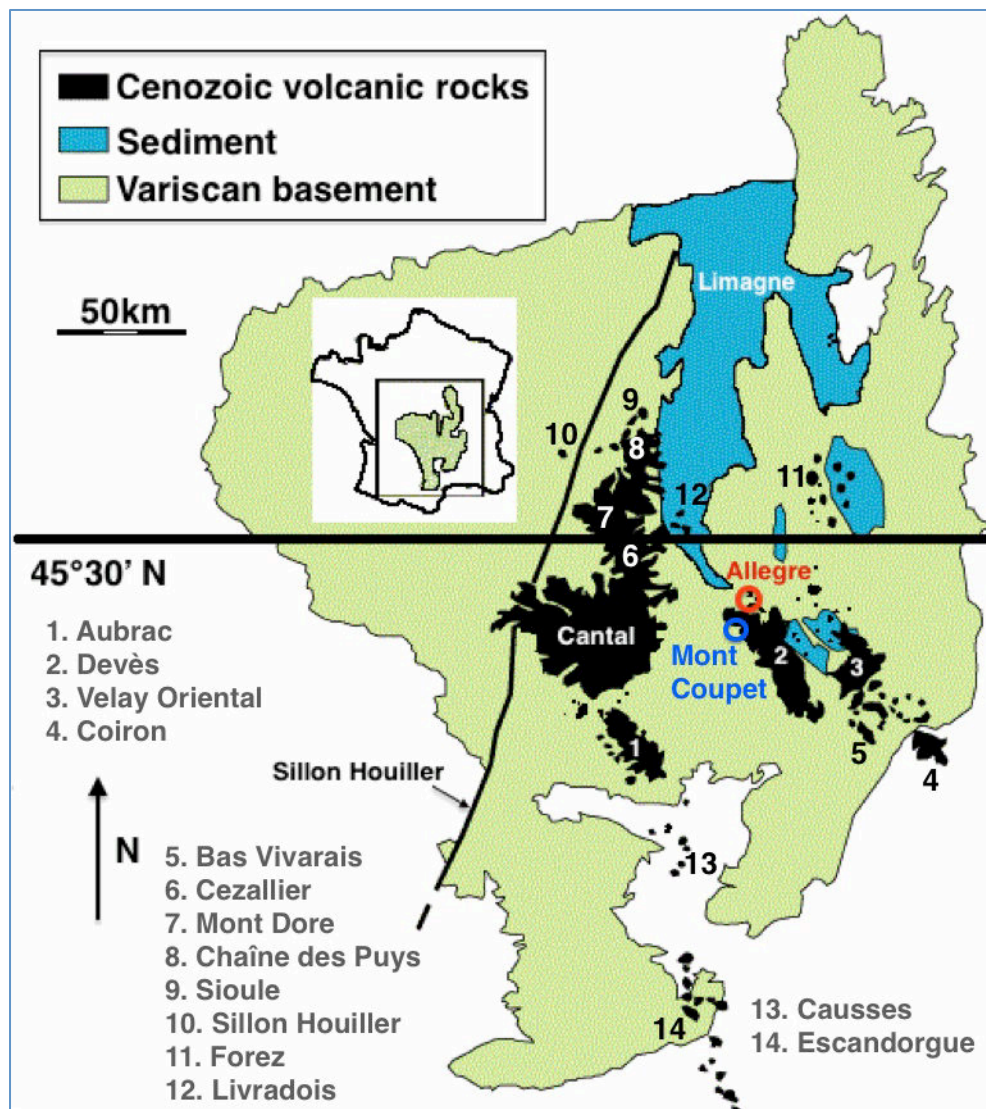 Cenozoic volcanic rocks
Sediment
Variscan basement
50km
Limagne
9
10
8
11
12
7
6
45°30' N
Allegre
Cantal
Mont
Coupet
2
3
1. Aubrac
2. Devès
3. Velay Oriental
4. Coiron
1
5
4
Sillon Houiller
N
13
5. Bas Vivarais
6. Cezallier
7. Mont Dore
8. Chaîne des Puys
9. Sioule
10. Sillon Houiller
11. Forez
12. Livradois
14
13. Causses
14. Escandorgue